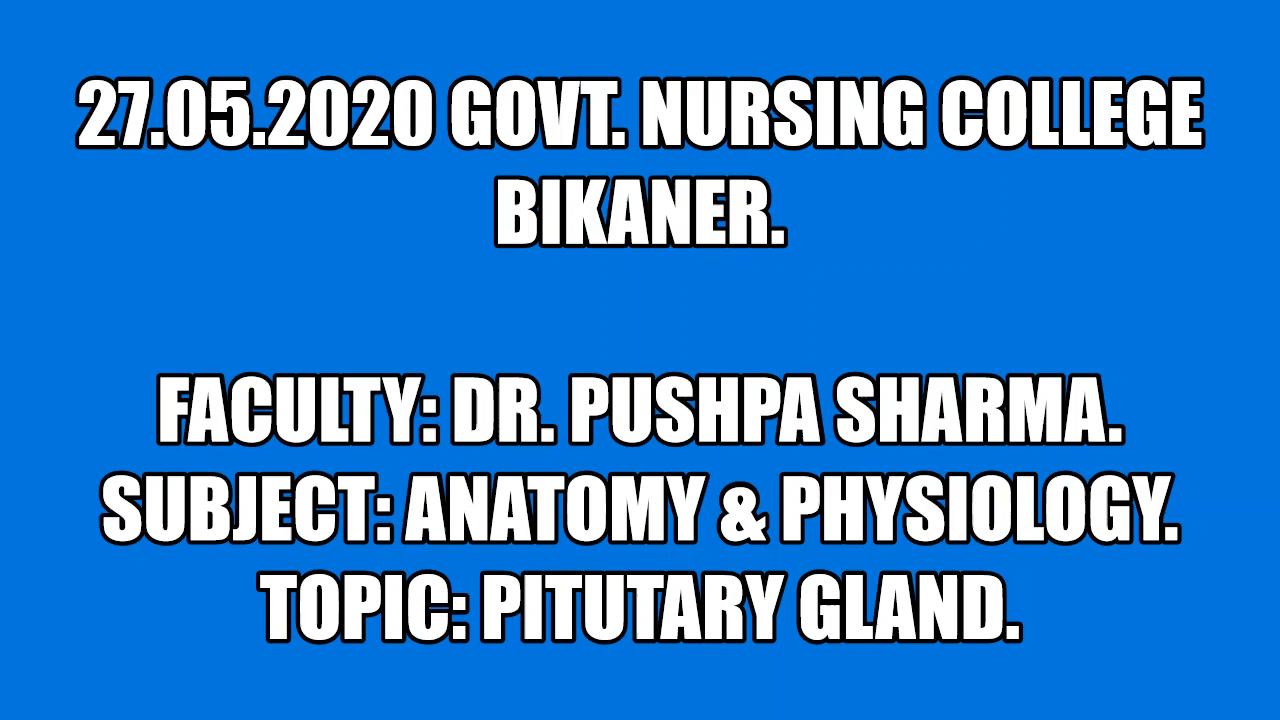 27.05.2020 GOVT. NURSING COLLEGE
BIKANER.
FACULTY: DR. PUSHPA SHARMA.
SUBJECT: ANATOMY & PHYSIOLOGY.
TOPIC: PITUTARY GLAND.